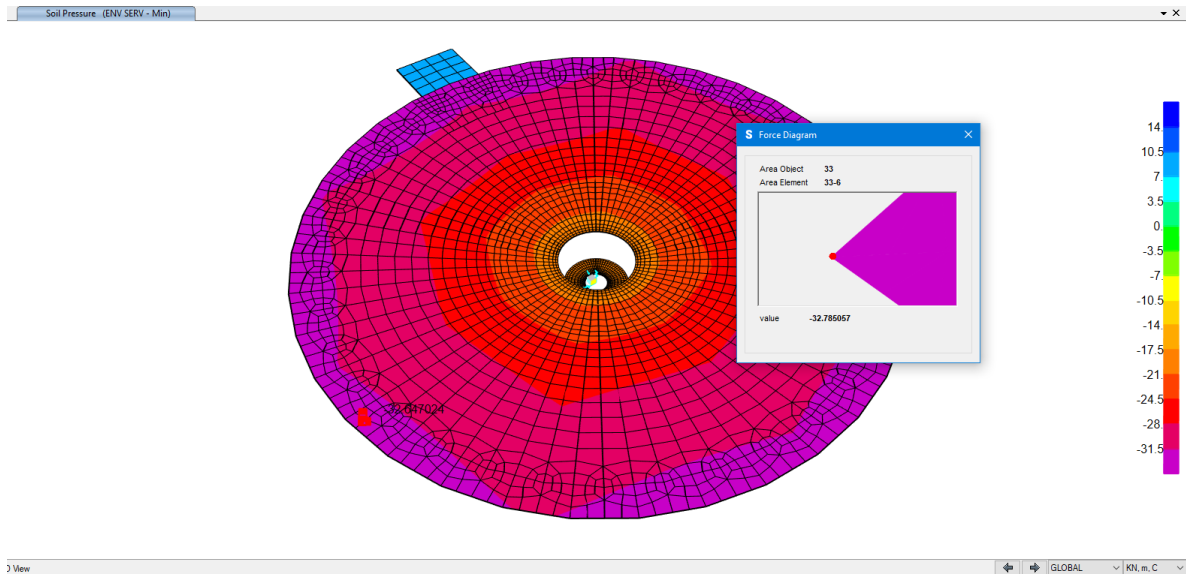 Soil Pressure (ENV SERV - Min)
S Force Diagram
Area Object 33
Area Element 33-6
value -32.785057
14.
10.5
7.
3.5
0.
-3.5
-7.
-10.5
-14.
-17.5
-21.
-24.5
-28.
-31.5
D View
GLOBAL
KN, m, C